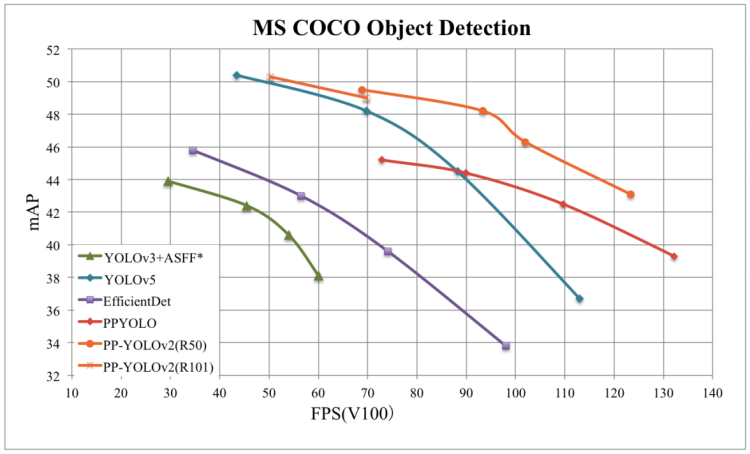 MS COCO Object Detection
52
50
48
46
44
42
40
38
36
34
32
mAP
YOLOv3+ASFF*
YOLOv5
EfficientDet
PPYOLO
PP-YOLOv2(R50)
PP-YOLOv2(R101)
10 20 30 40 50 60 70 80 90 100 110 120 130 140
FPS(V100）